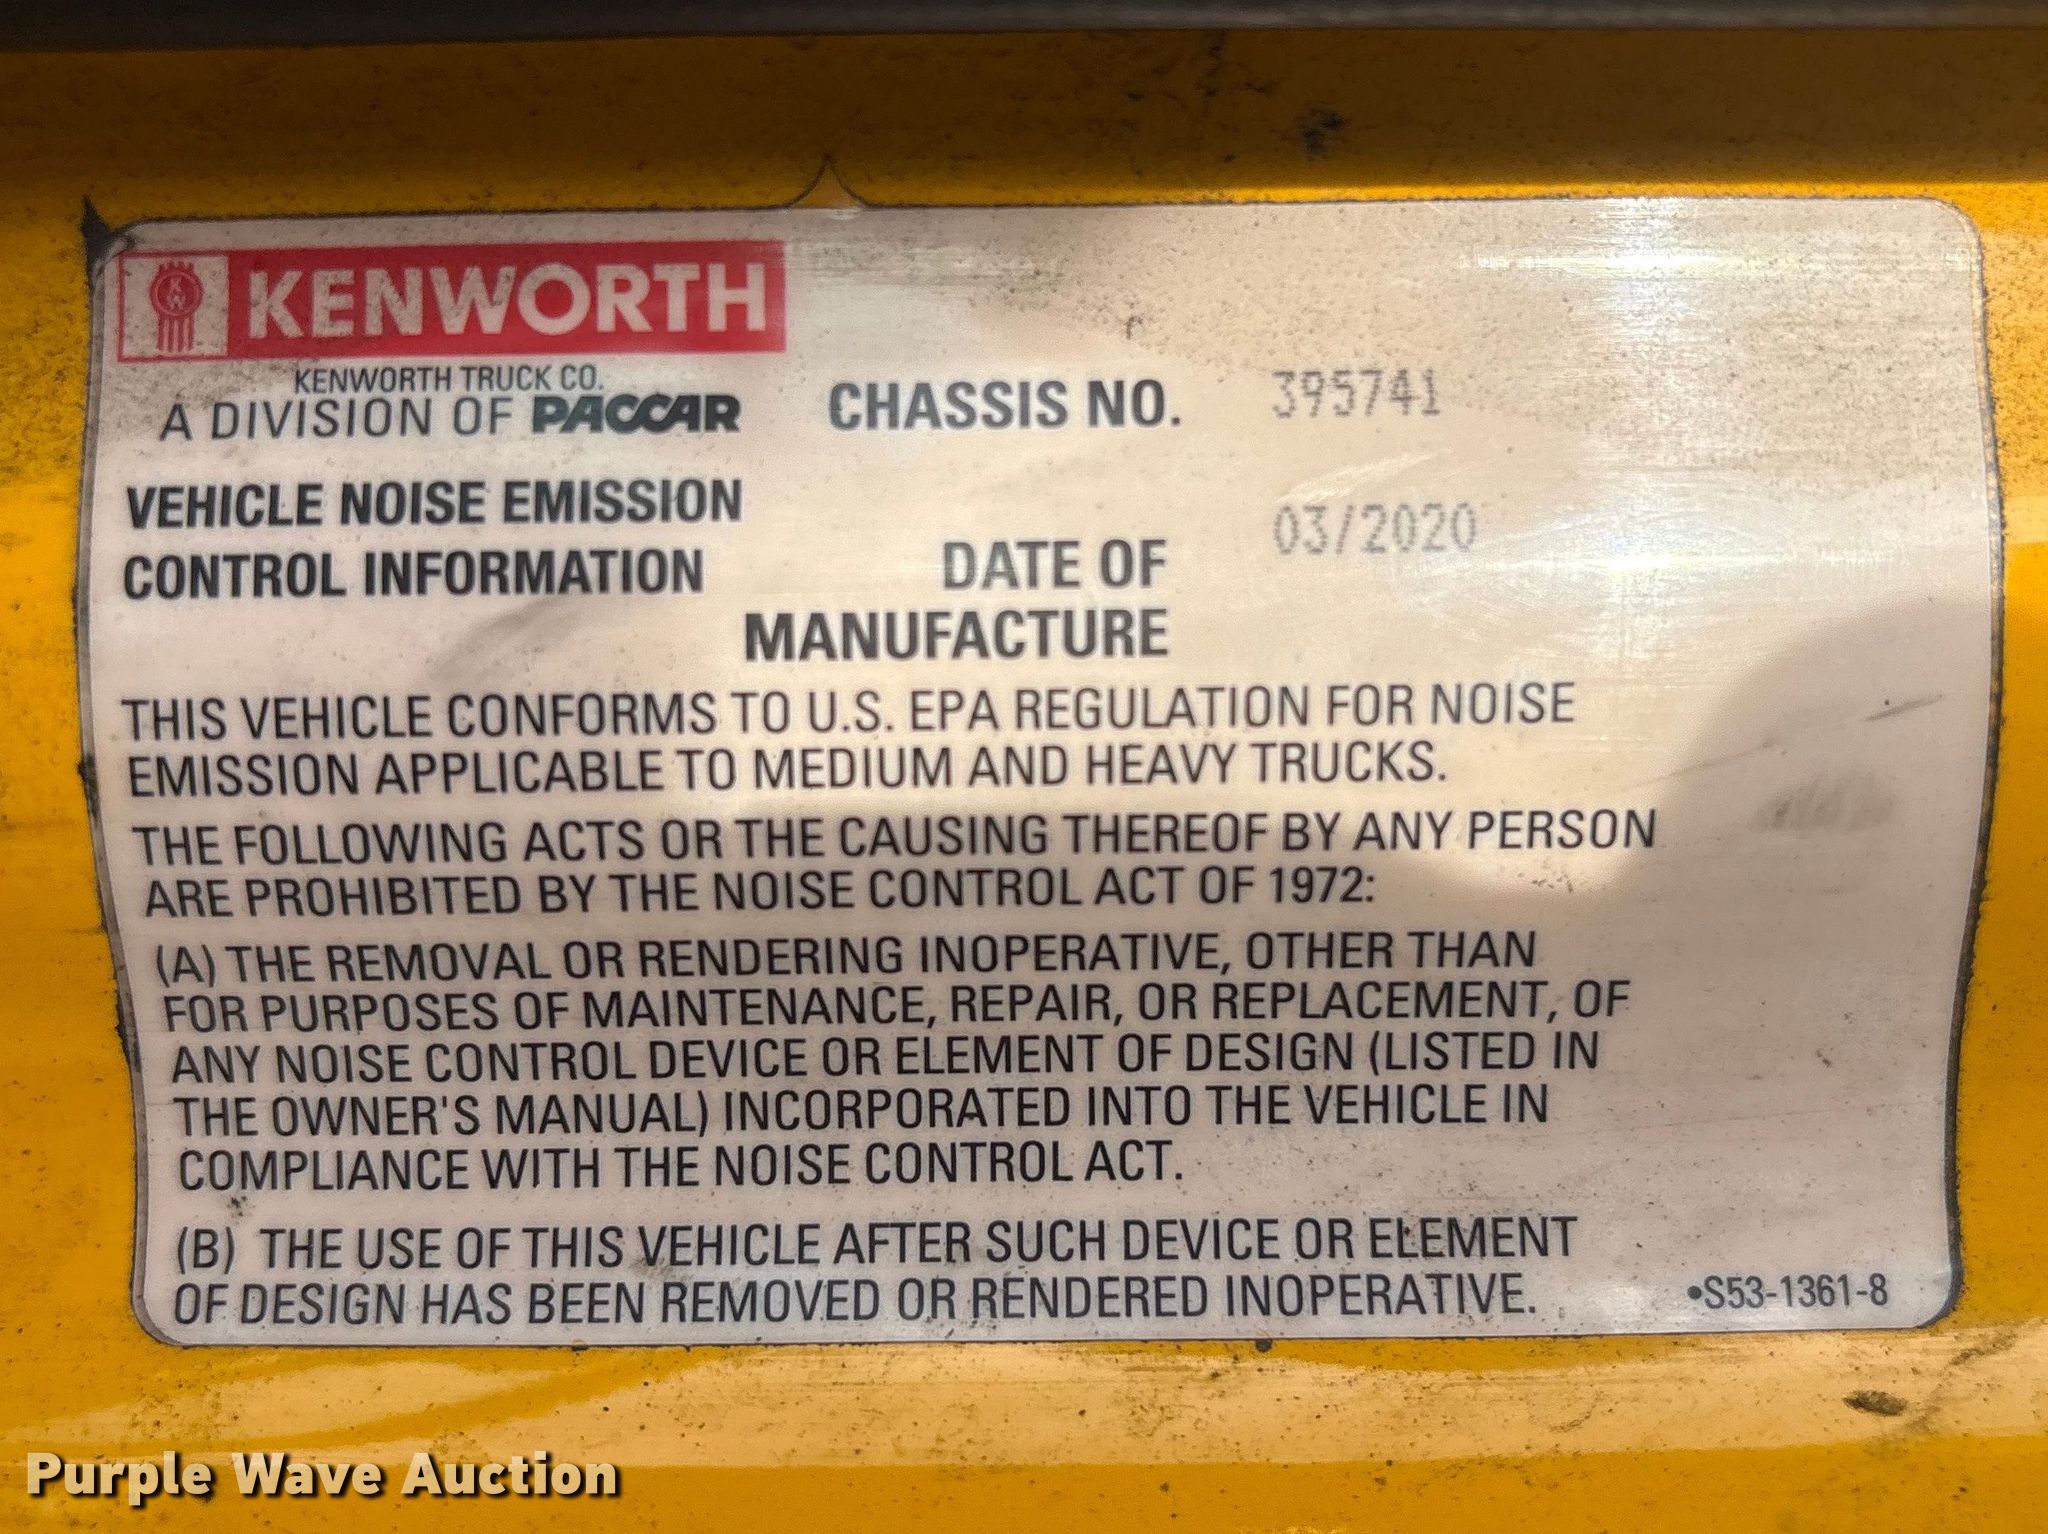 KENWORTH
KENWORTH TRUCK CO.
A DIVISION OF PACCAR
CHASSIS NO. 395741
VEHICLE NOISE EMISSION
CONTROL INFORMATION
DATE OF 03/2020
MANUFACTURE
THIS VEHICLE CONFORMS TO U.S. EPA REGULATION FOR NOISE
EMISSION APPLICABLE TO MEDIUM AND HEAVY TRUCKS.
THE FOLLOWING ACTS OR THE CAUSING THEREOF BY ANY PERSON
ARE PROHIBITED BY THE NOISE CONTROL ACT OF 1972:
(A) THE REMOVAL OR RENDERING INOPERATIVE, OTHER THAN
FOR PURPOSES OF MAINTENANCE, REPAIR, OR REPLACEMENT, OF
ANY NOISE CONTROL DEVICE OR ELEMENT OF DESIGN (LISTED IN
THE OWNER'S MANUAL) INCORPORATED INTO THE VEHICLE IN
COMPLIANCE WITH THE NOISE CONTROL ACT.
(B) THE USE OF THIS VEHICLE AFTER SUCH DEVICE OR ELEMENT
OF DESIGN HAS BEEN REMOVED OR RENDERED INOPERATIVE.
•S53-1361-8
Purple Wave Auction